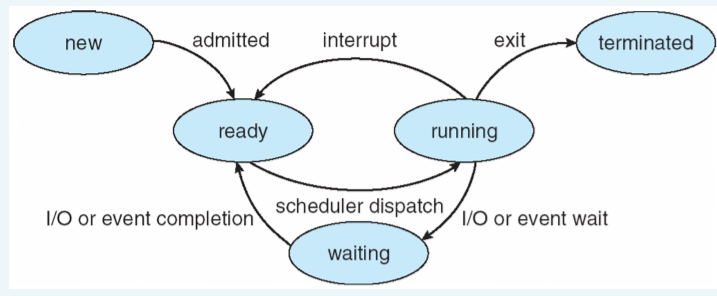 new
admitted
interrupt
exit
terminated
ready
running
scheduler dispatch
I/O or event completion
I/O or event wait
waiting